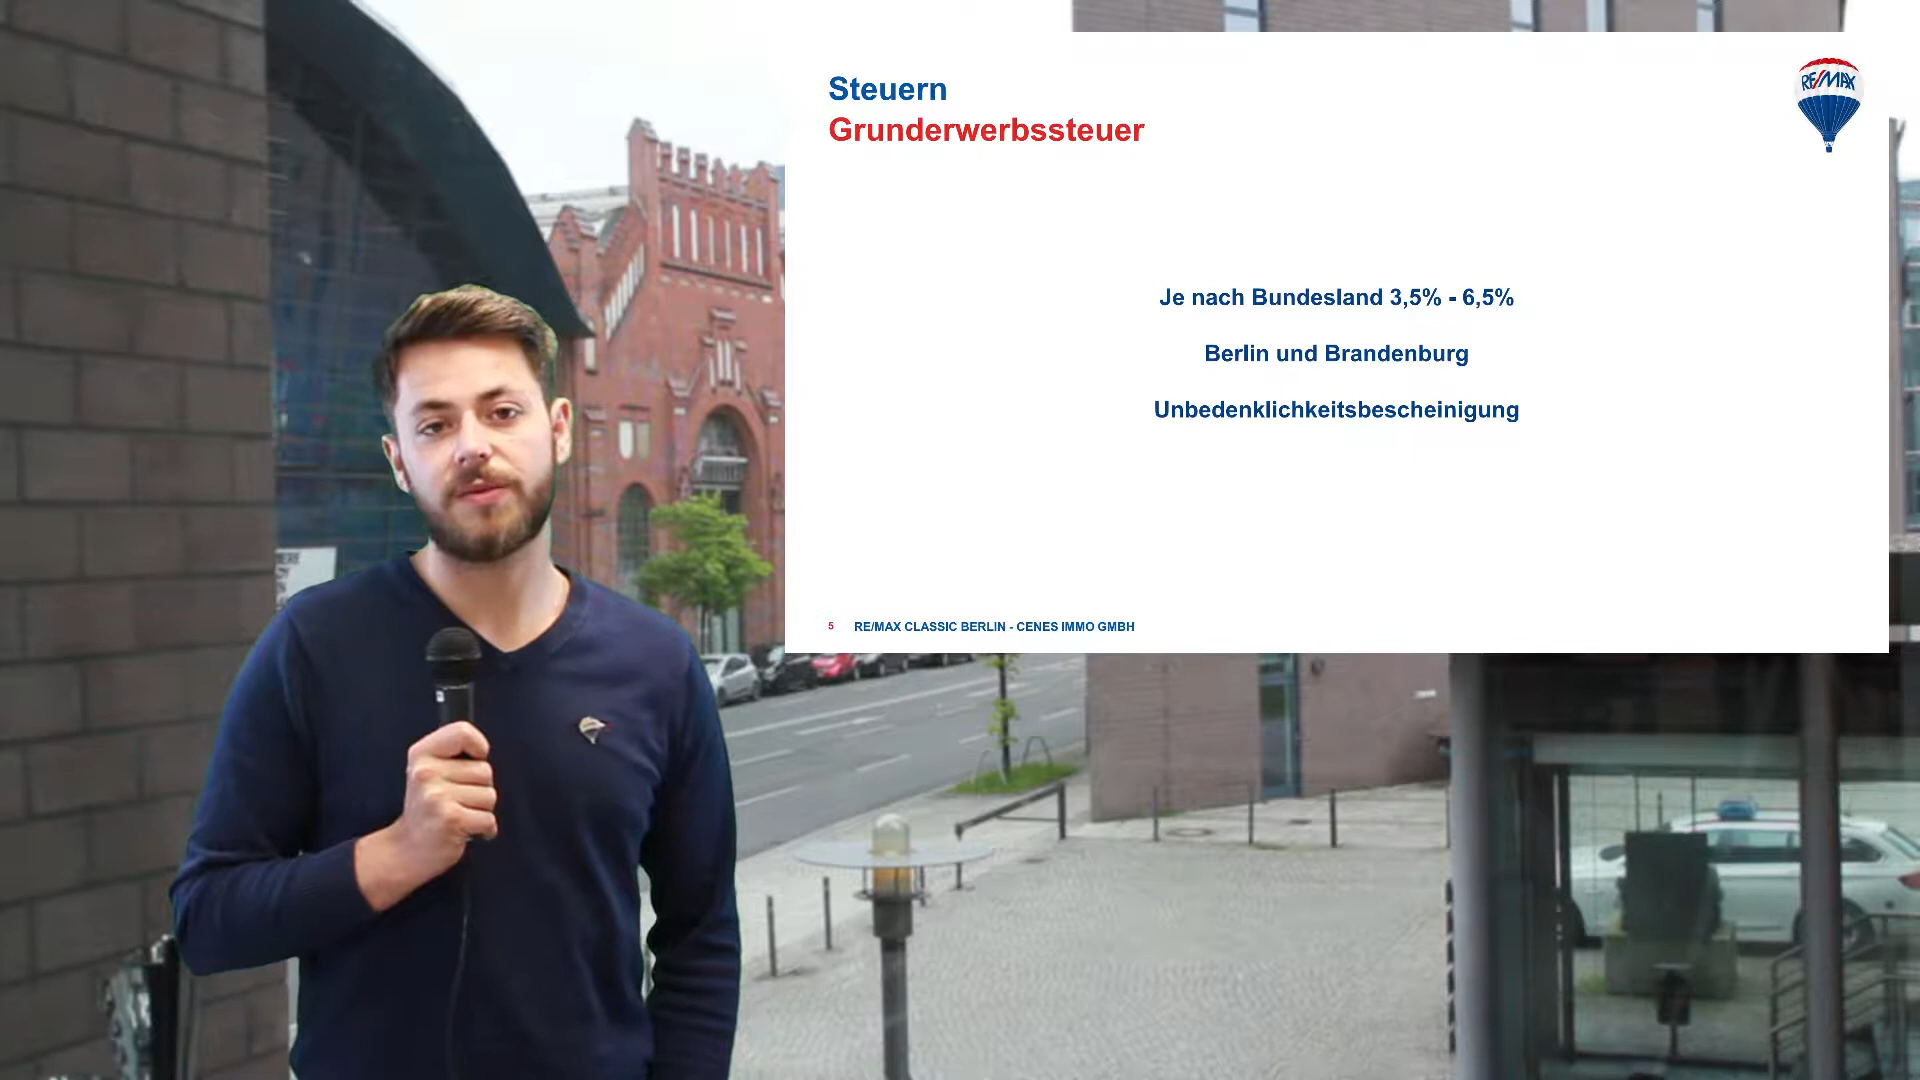 Steuern
Grunderwerbssteuer
RE/MAX
Je nach Bundesland 3,5% - 6,5%
Berlin und Brandenburg
Unbedenklichkeitsbescheinigung
5 RE/MAX CLASSIC BERLIN - CENES IMMO GMBH